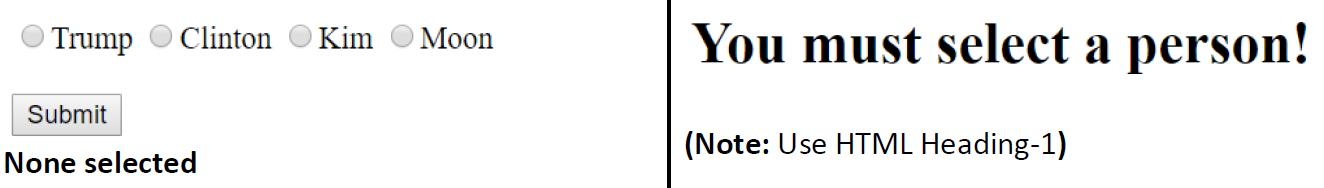 Trump Clinton Kim Moon
Submit
None selected
You must select a person!
(Note: Use HTML Heading-1)